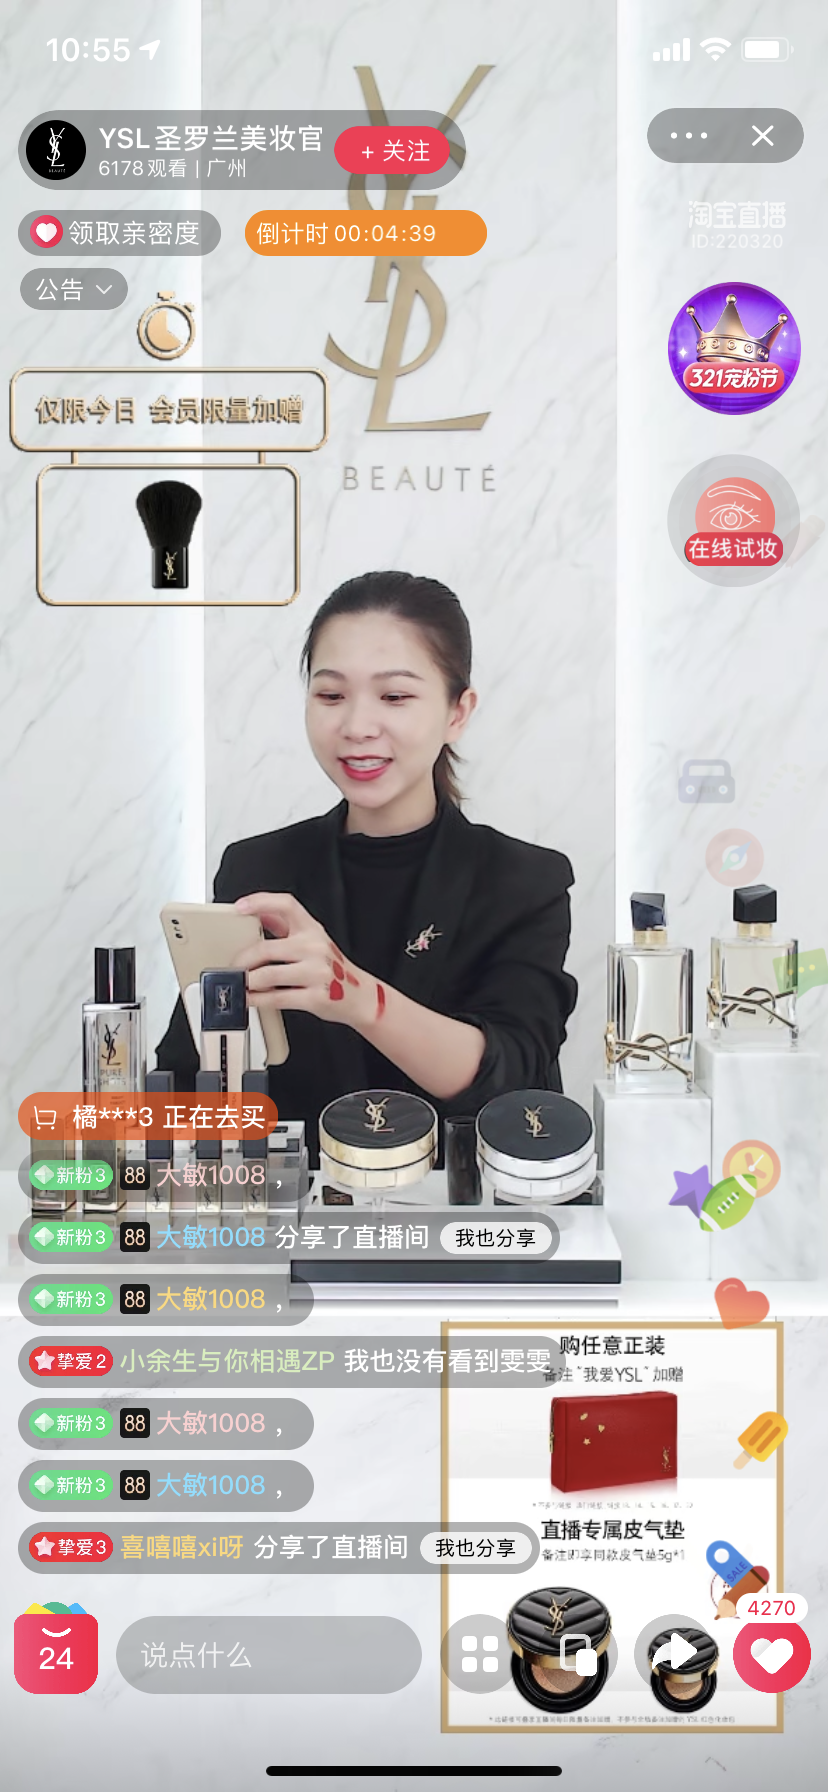 10:55
YSL圣罗兰美妆官
6178观看 | 广州
+ 关注
领取亲密度
倒计时 00:04:39
淘宝直播
ID:220320
公告
321宠粉节
仅限今日 会员限量加赠
YSL
BEAUTÉ
在线试妆
橘***3 正在去买
新粉3 88 大敏1008 ，
新粉3 88 大敏1008 分享了直播间 我也分享
新粉3 88 大敏1008 ，
挚爱2 小余生与你相遇ZP 我也没有看到雯雯
新粉3 88 大敏1008 ，
新粉3 88 大敏1008 ，
挚爱3 喜嘻嘻xi呀 分享了直播间 我也分享
购任意正装
备注“我爱YSL”加赠
直播专属皮气垫
备注即享同款皮气垫5g*1
SALE
4270
24
说点什么